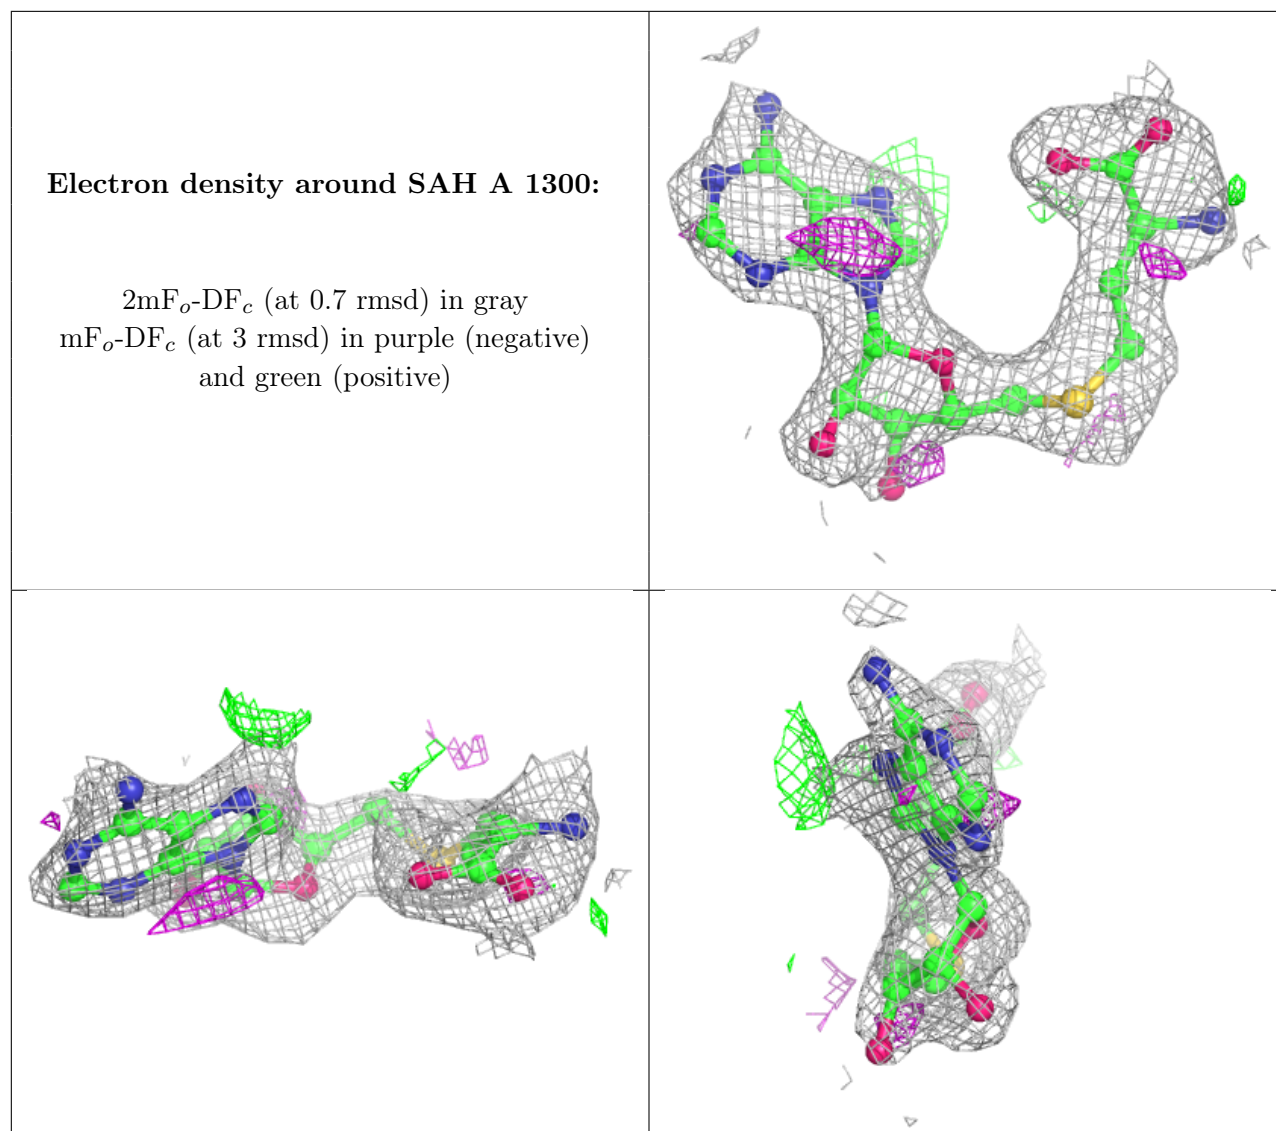 Electron density around SAH A 1300:
2mFo-DFc (at 0.7 rmsd) in gray
mFo-DFc (at 3 rmsd) in purple (negative)
and green (positive)